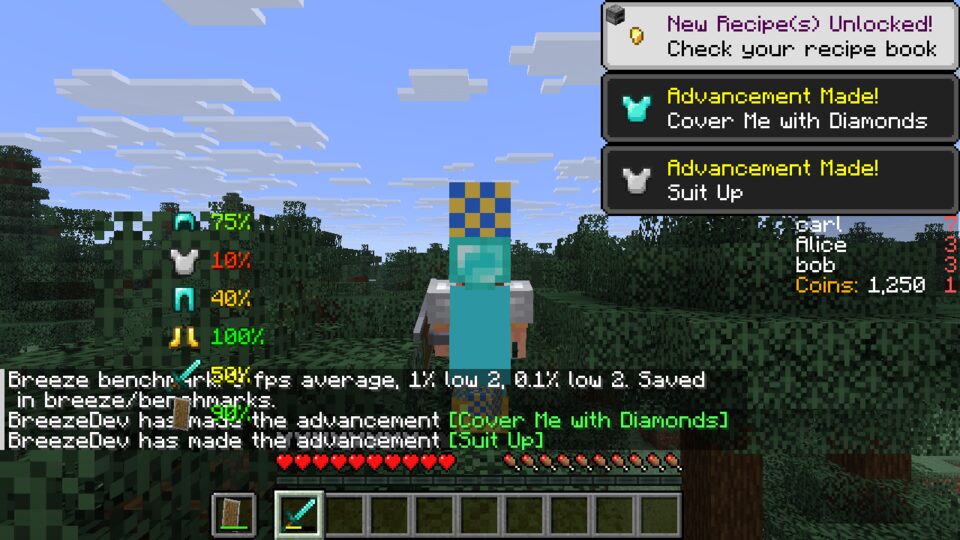 New Recipe(s) Unlocked!
Check your recipe book
Advancement Made!
Cover Me with Diamonds
Advancement Made!
Suit Up
carl 7
Alice 3
bob 3
Coins: 1,250 1
75%
10%
40%
100%
50%
90%
Breeze fps average, 1% low 2, 0.1% low 2. Saved
in breeze/benchmarks.
BreezeDev has made the advancement [Cover Me with Diamonds]
BreezeDev has made the advancement [Suit Up]